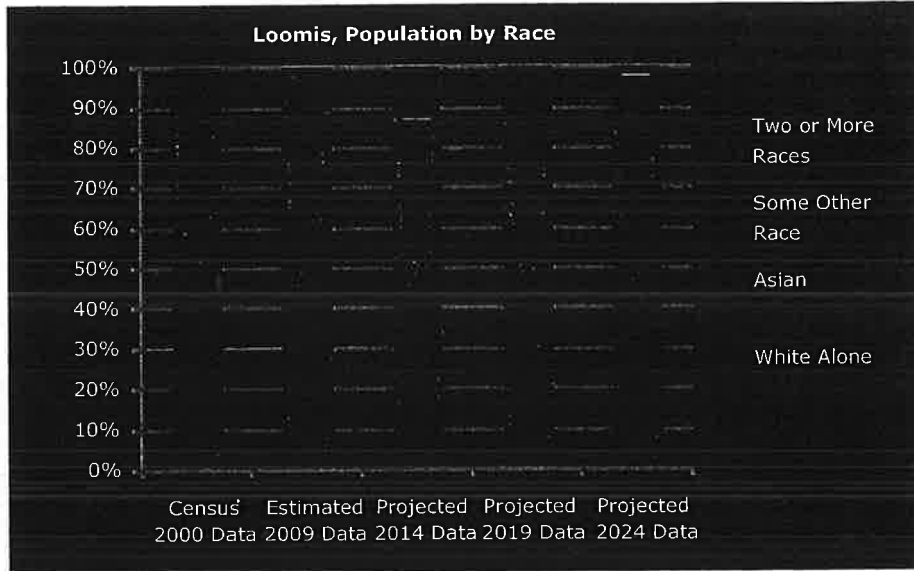 Loomis, Population by Race
100%
90%
80%
70%
60%
50%
40%
30%
20%
10%
0%
Two or More
Races
Some Other
Race
Asian
White Alone
Census Estimated Projected Projected Projected
2000 Data 2009 Data 2014 Data 2019 Data 2024 Data